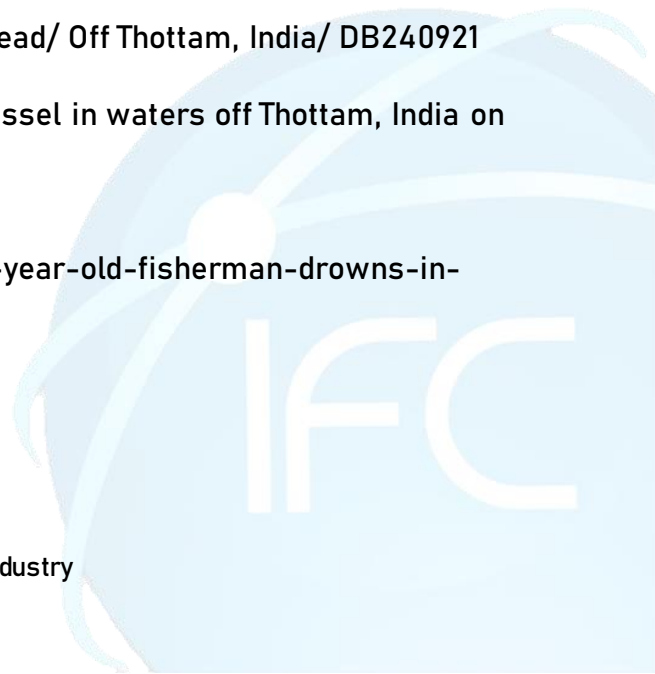 ead/ Off Thottam, India/ DB240921
ssel in waters off Thottam, India on
-year-old-fisherman-drowns-in-
IFC
dustry